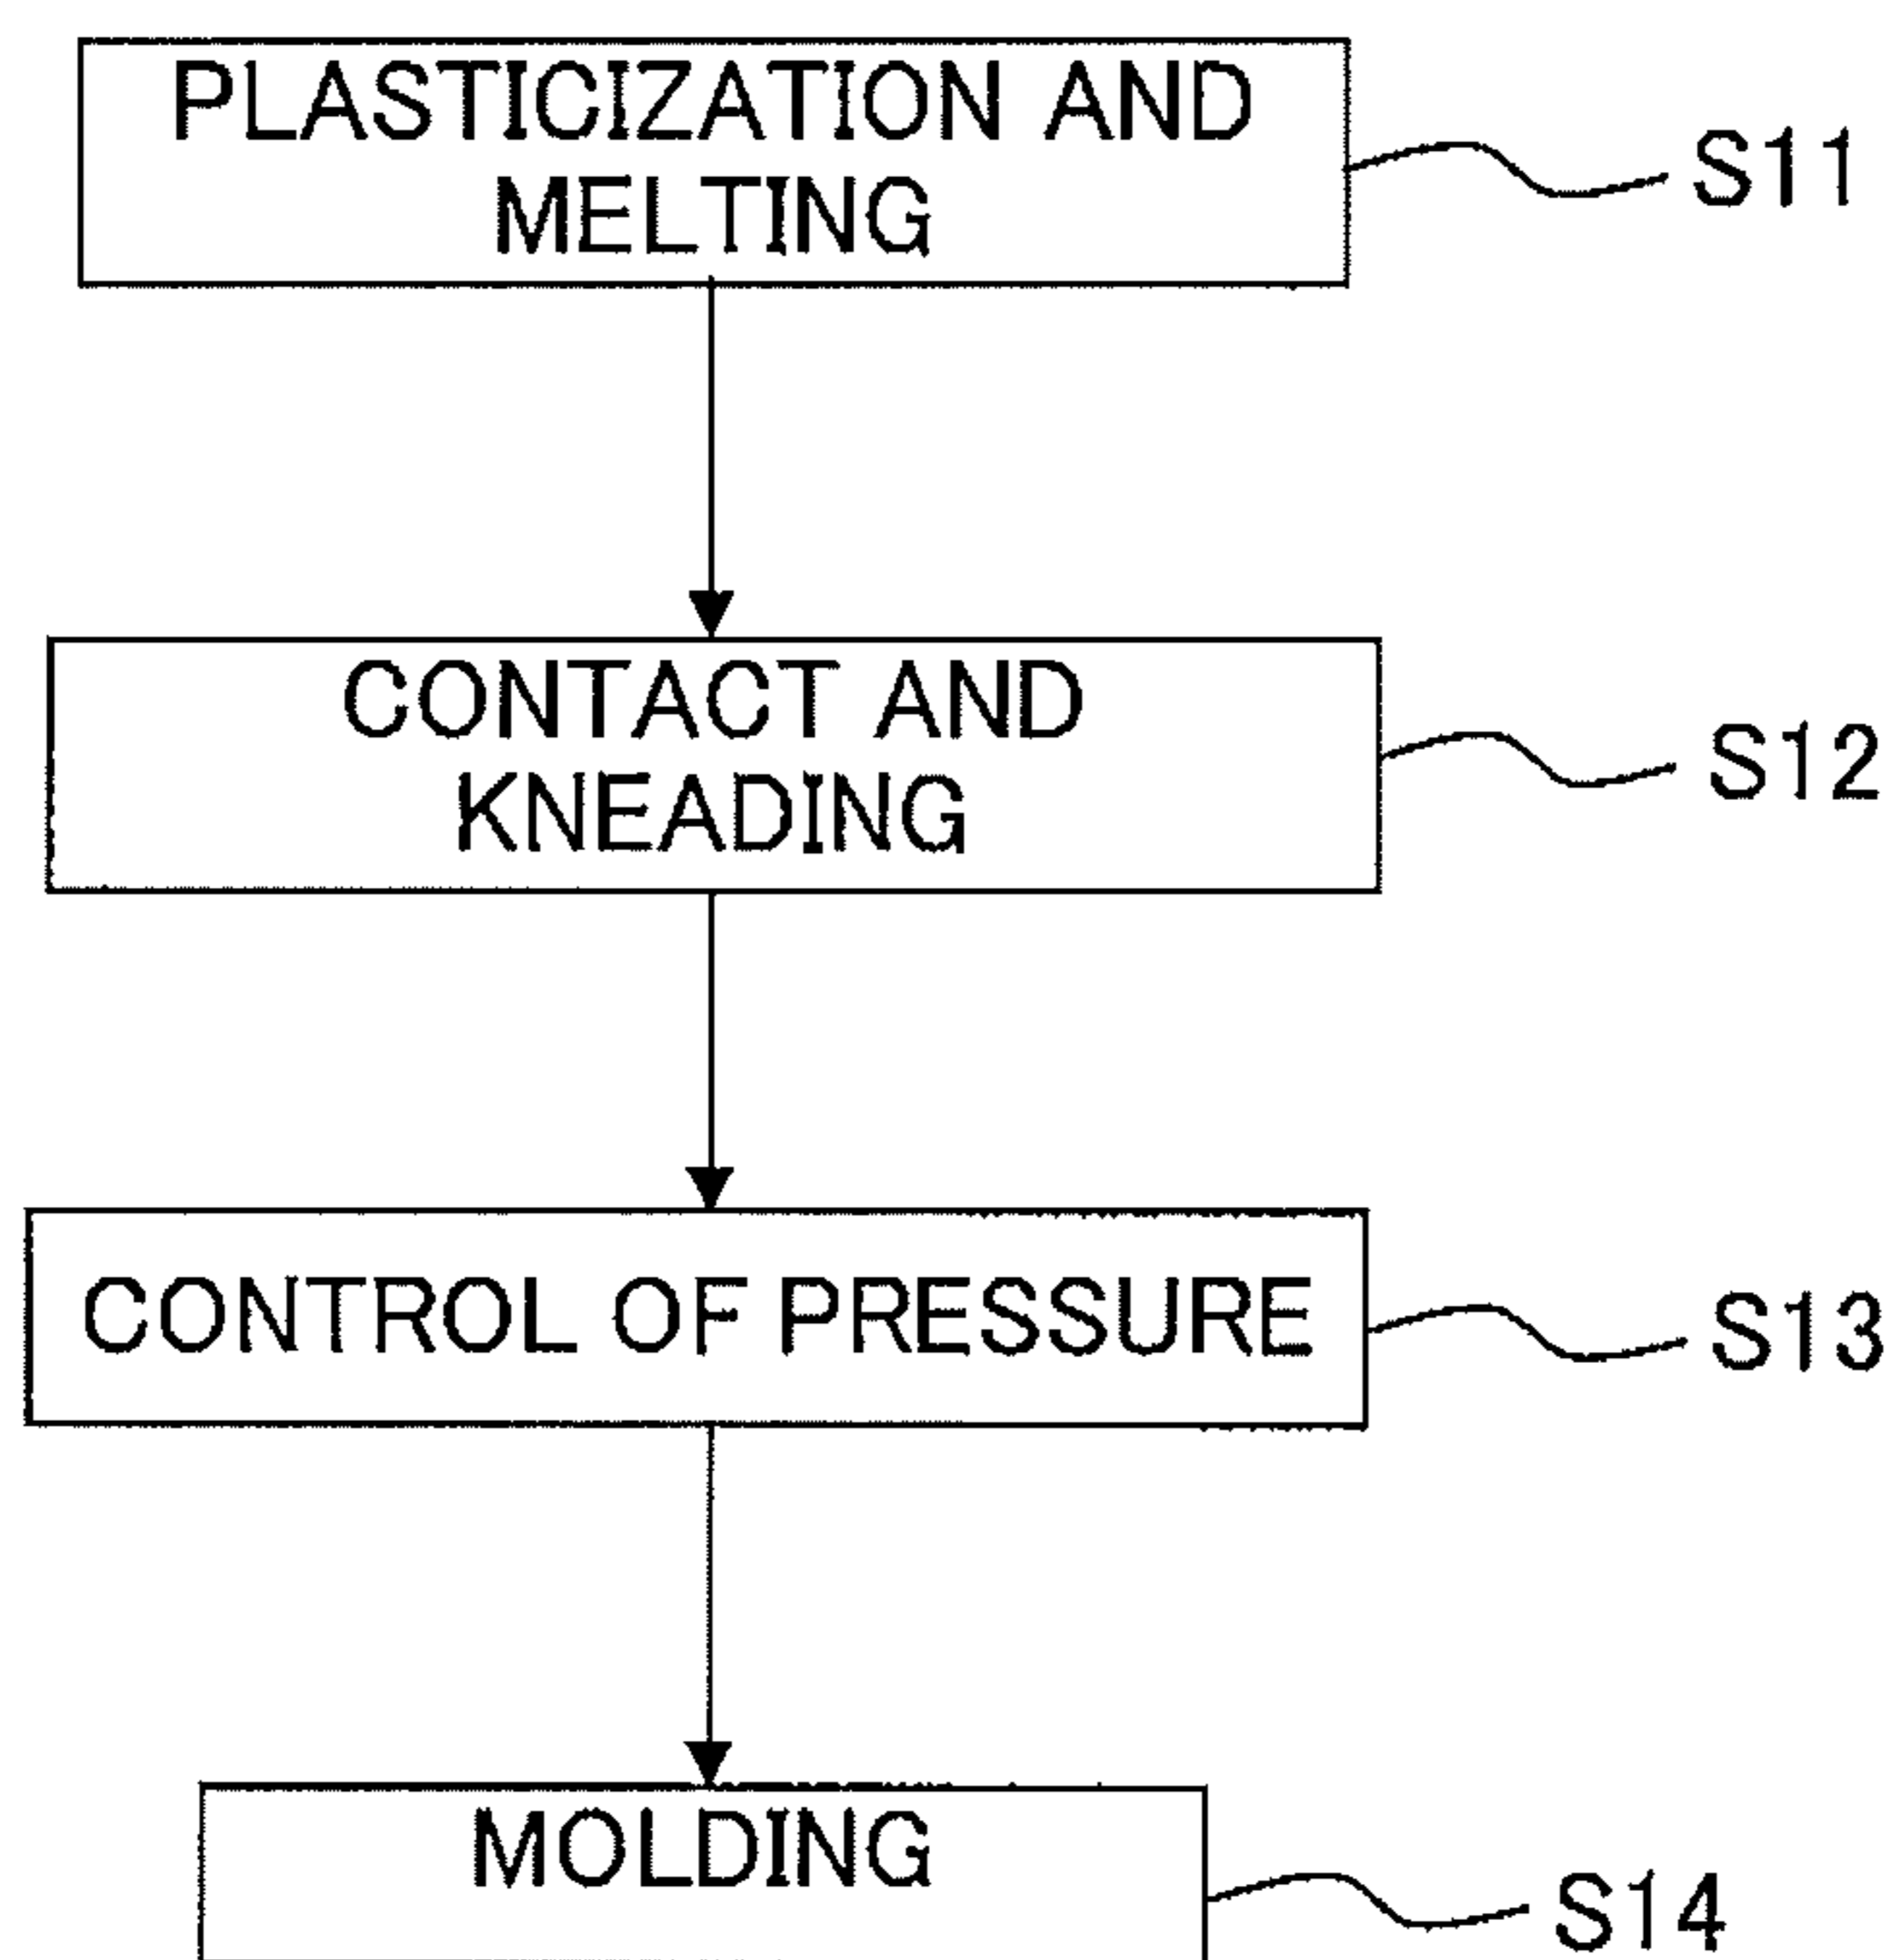 PLASTICIZATION AND
MELTING
S11
CONTACT AND
KNEADING
S12
CONTROL OF PRESSURE
S13
MOLDING
S14